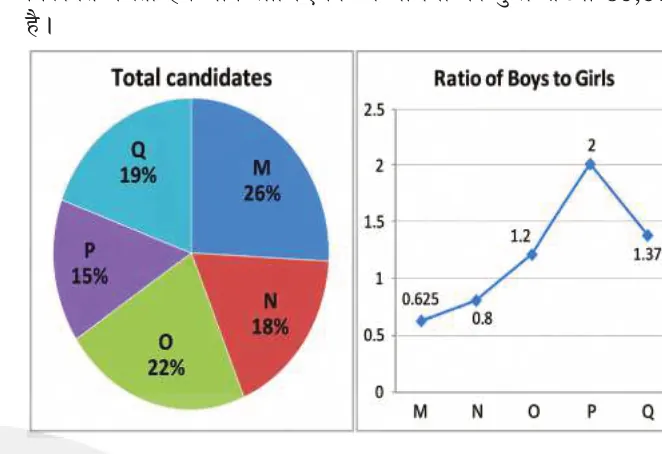 है।
Total candidates
Q
19%
M
26%
P
15%
N
18%
O
22%
Ratio of Boys to Girls
2.5
2
1.5
1
0.5
0
0.625
0.8
1.2
2
1.37
M N O P Q